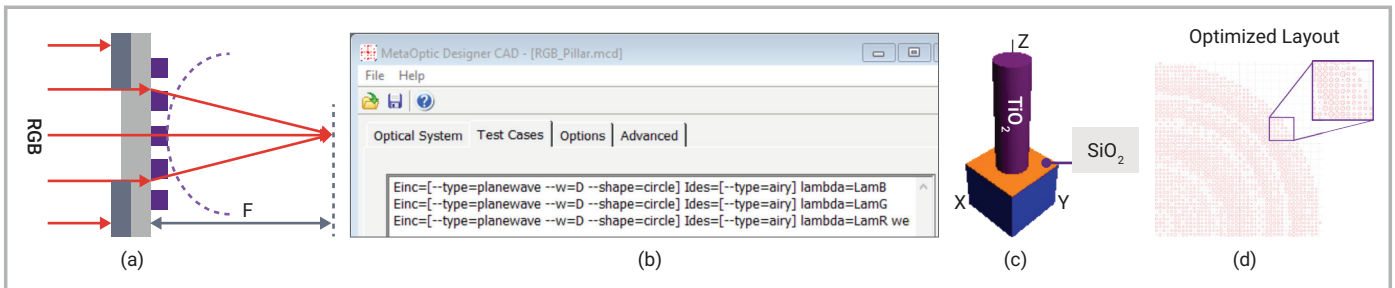 RGB
F
(a)
MetaOptic Designer CAD - [RGB_Pillar.mcd]
File Help
Optical System Test Cases Options Advanced
Einc=[--type=planewave --w=D --shape=circle] Ides=[--type=airy] lambda=LamB
Einc=[--type=planewave --w=D --shape=circle] Ides=[--type=airy] lambda=LamG
Einc=[--type=planewave --w=D --shape=circle] Ides=[--type=airy] lambda=LamR we
(b)
Z
TiO₂
SiO₂
X
Y
(c)
Optimized Layout
(d)